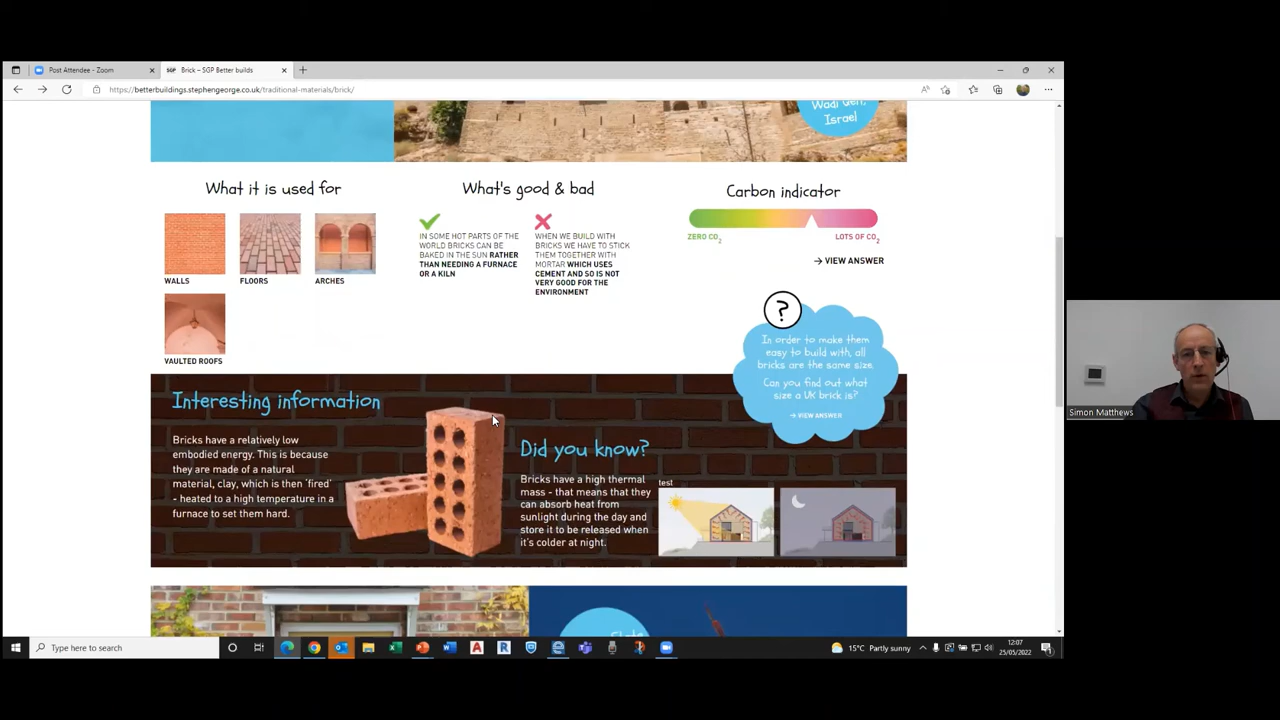 Post Attendee - Zoom
SGP
Brick – SGP Better builds
https://betterbuildings.stephengeorge.co.uk/traditional-materials/brick/
Wadi Qelt,
Israel
What it is used for
WALLS
FLOORS
ARCHES
VAULTED ROOFS
What's good & bad
IN SOME HOT PARTS OF THE
WORLD BRICKS CAN BE
BAKED IN THE SUN RATHER
THAN NEEDING A FURNACE
OR A KILN
WHEN WE BUILD WITH
BRICKS WE HAVE TO STICK
THEM TOGETHER WITH
MORTAR WHICH USES
CEMENT AND SO IS NOT
VERY GOOD FOR THE
ENVIRONMENT
Carbon indicator
ZERO CO2
LOTS OF CO2
→ VIEW ANSWER
?
In order to make them
easy to build with, all
bricks are the same size.
Can you find out what
size a UK brick is?
→ VIEW ANSWER
Interesting information
Bricks have a relatively low
embodied energy. This is because
they are made of a natural
material, clay, which is then 'fired'
- heated to a high temperature in a
furnace to set them hard.
Did you know?
Bricks have a high thermal
mass - that means that they
can absorb heat from
sunlight during the day and
store it to be released when
it's colder at night.
test
Simon Matthews
Type here to search
15°C Partly sunny
12:07
25/05/2022